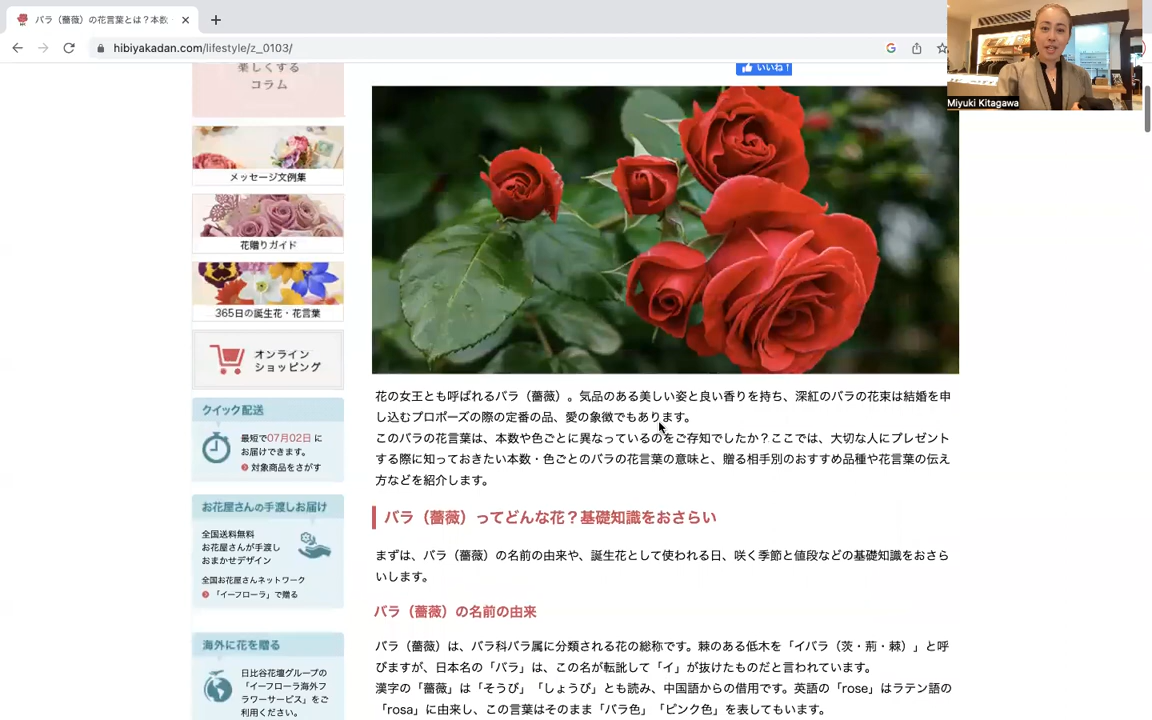 バラ（薔薇）の花言葉とは？本数
hibiyakadan.com/lifestyle/z_0103/
Miyuki Kitagawa
いいね！
楽しくする
コラム
メッセージ文例集
花贈りガイド
365日の誕生花・花言葉
オンライン
ショッピング
クイック配送
最短で07月02日 に
お届けできます。
対象商品をさがす
お花屋さんの手渡しお届け
全国送料無料
お花屋さんが手渡し
おまかせデザイン
全国お花屋さんネットワーク
「イーフローラ」で贈る
海外に花を贈る
日比谷花壇グループの
「イーフローラ海外フ
ラワーサービス」をご
利用ください。
花の女王とも呼ばれるバラ（薔薇）。気品のある美しい姿と良い香りを持ち、深紅のバラの花束は結婚を申
し込むプロポーズの際の定番の品、愛の象徴でもあります。
このバラの花言葉は、本数や色ごとに異なっているのをご存知でしたか？ここでは、大切な人にプレゼント
する際に知っておきたい本数・色ごとのバラの花言葉の意味と、贈る相手別のおすすめ品種や花言葉の伝え
方などを紹介します。
バラ（薔薇）ってどんな花？基礎知識をおさらい
まずは、バラ（薔薇）の名前の由来や、誕生花として使われる日、咲く季節と値段などの基礎知識をおさら
いします。
バラ（薔薇）の名前の由来
バラ（薔薇）は、バラ科バラ属に分類される花の総称です。棘のある低木を「イバラ（茨・荊・棘）」と呼
びますが、日本名の「バラ」は、この名が転訛して「イ」が抜けたものだと言われています。
漢字の「薔薇」は「そうび」「しょうび」とも読み、中国語からの借用です。英語の「rose」はラテン語の
「rosa」に由来し、この言葉はそのまま「バラ色」「ピンク色」を表してもいます。